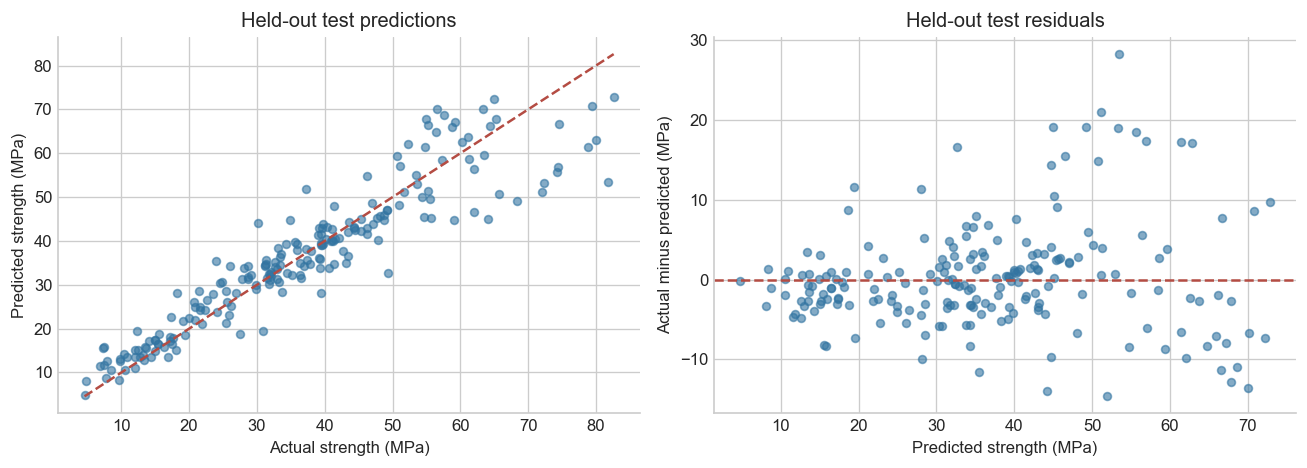 Held-out test predictions
80
70
60
50
40
30
20
10
10 20 30 40 50 60 70 80
Predicted strength (MPa)
Actual strength (MPa)
Held-out test residuals
30
20
10
0
−10
10 20 30 40 50 60 70
Actual minus predicted (MPa)
Predicted strength (MPa)